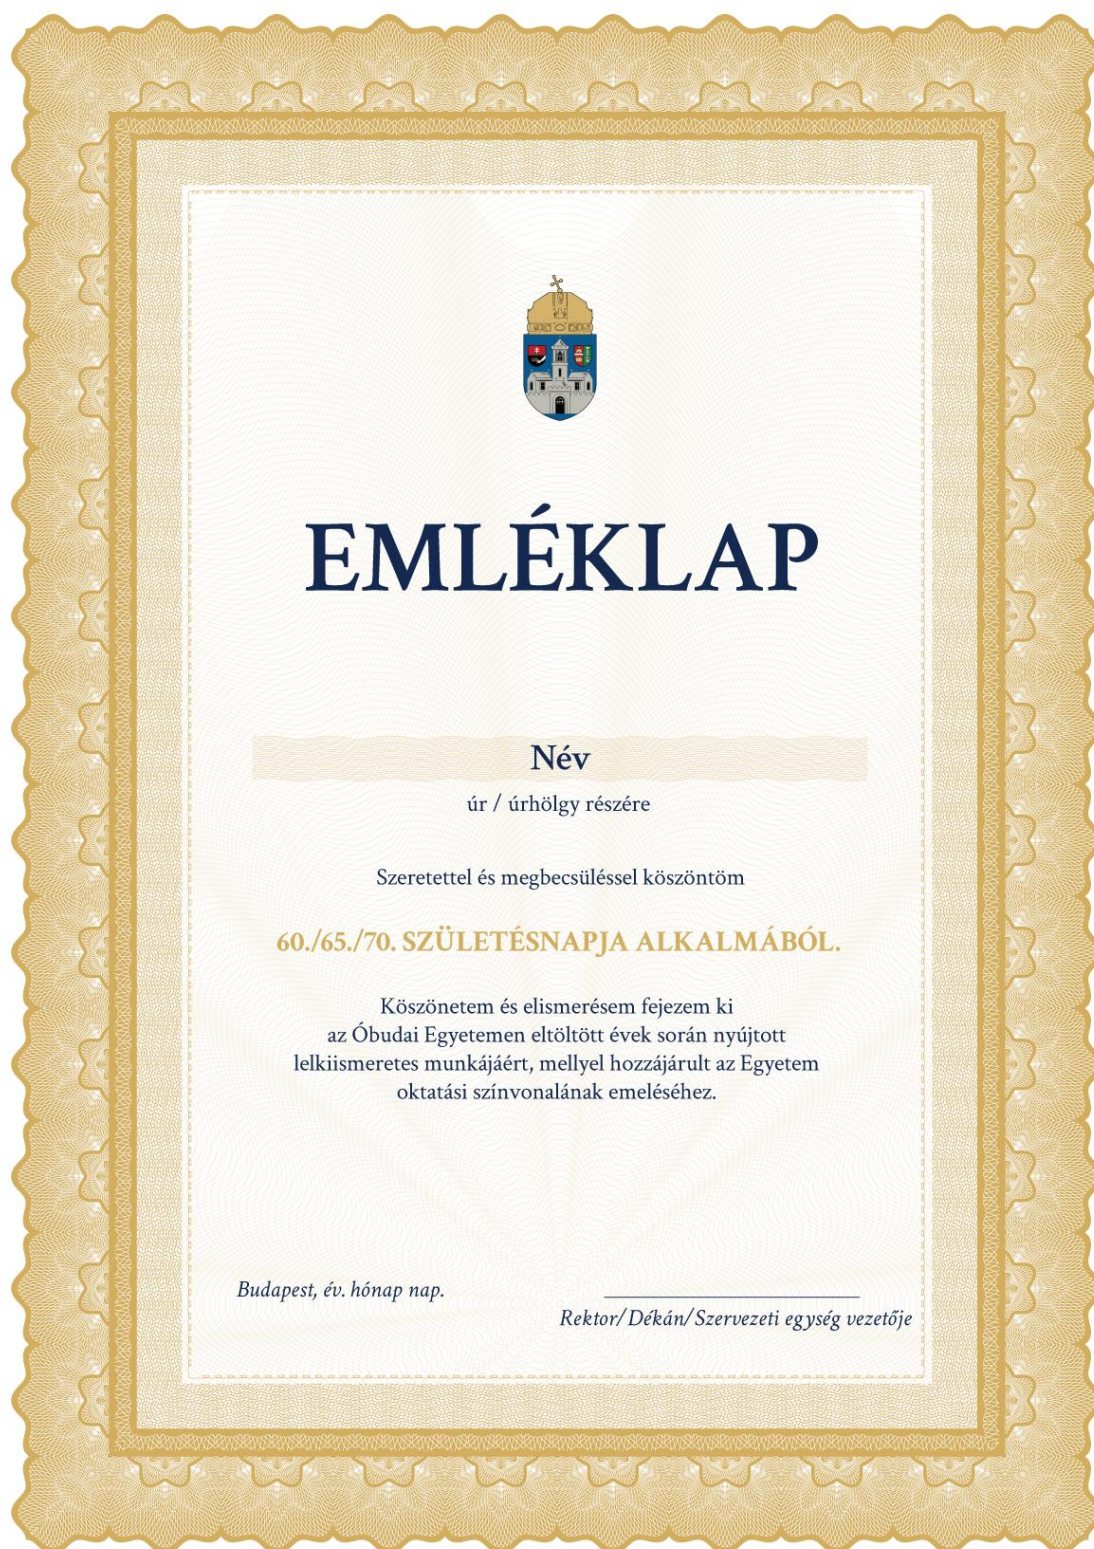 EMLÉKLAP
Név
úr / úrhölgy részére
Szeretettel és megbecsüléssel köszöntöm
60./65./70. SZÜLETÉSNAPJA ALKALMÁBÓL.
Köszönetem és elismerésem fejezem ki
az Óbudai Egyetemen eltöltött évek során nyújtott
lelkiismeretes munkájáért, mellyel hozzájárult az Egyetem
oktatási színvonalának emeléséhez.
Budapest, év. hónap nap.
Rektor/Dékán/Szervezeti egység vezetője